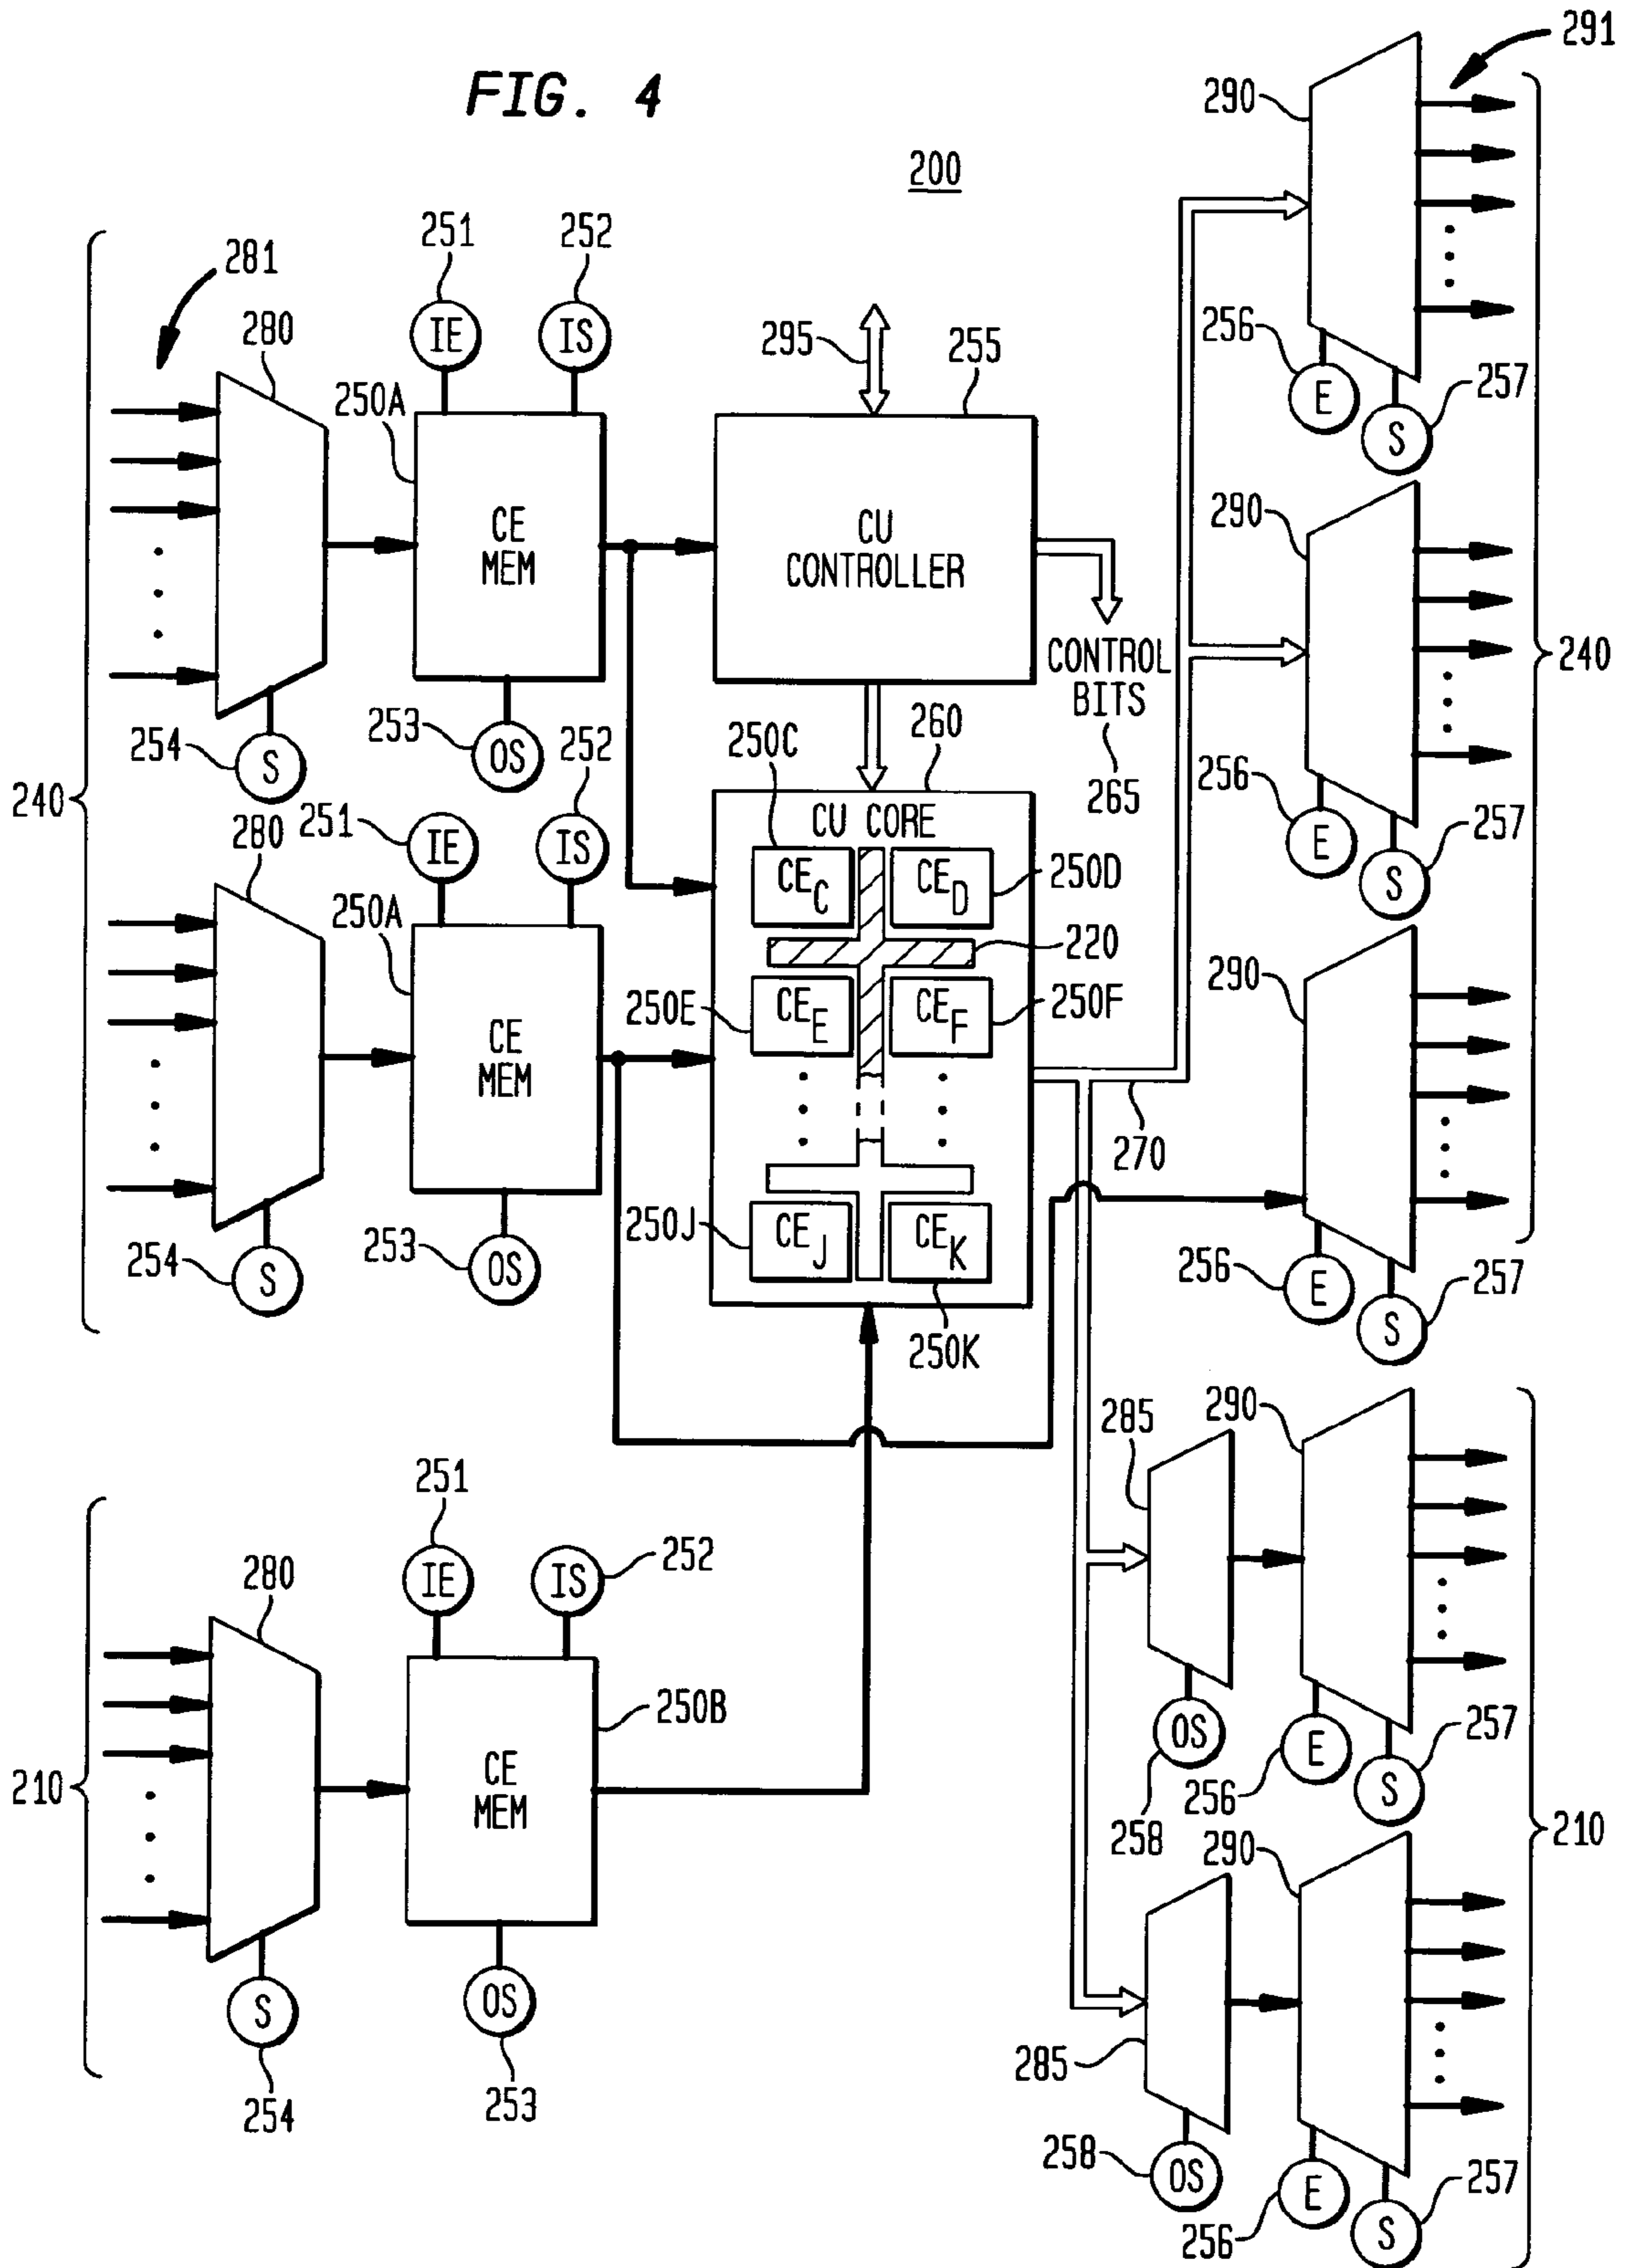 FIG. 4
200
291
290
256 E
S 257
240
281
280
254 S
251 IE
252 IS
250A
CE
MEM
253 OS
295
255
CU
CONTROLLER
CONTROL
BITS
265
290
256 E
S 257
240
240
280
254 S
251 IE
252 IS
250A
CE
MEM
253 OS
260
CU CORE
250C
CE C
CE D
250D
220
250E
CE E
CE F
250F
250J
CE J
CE K
250K
270
290
256 E
S 257
210
280
254 S
251 IE
252 IS
250B
CE
MEM
253 OS
285
OS 258
290
256 E
S 257
210
285
258 OS
290
256 E
S 257